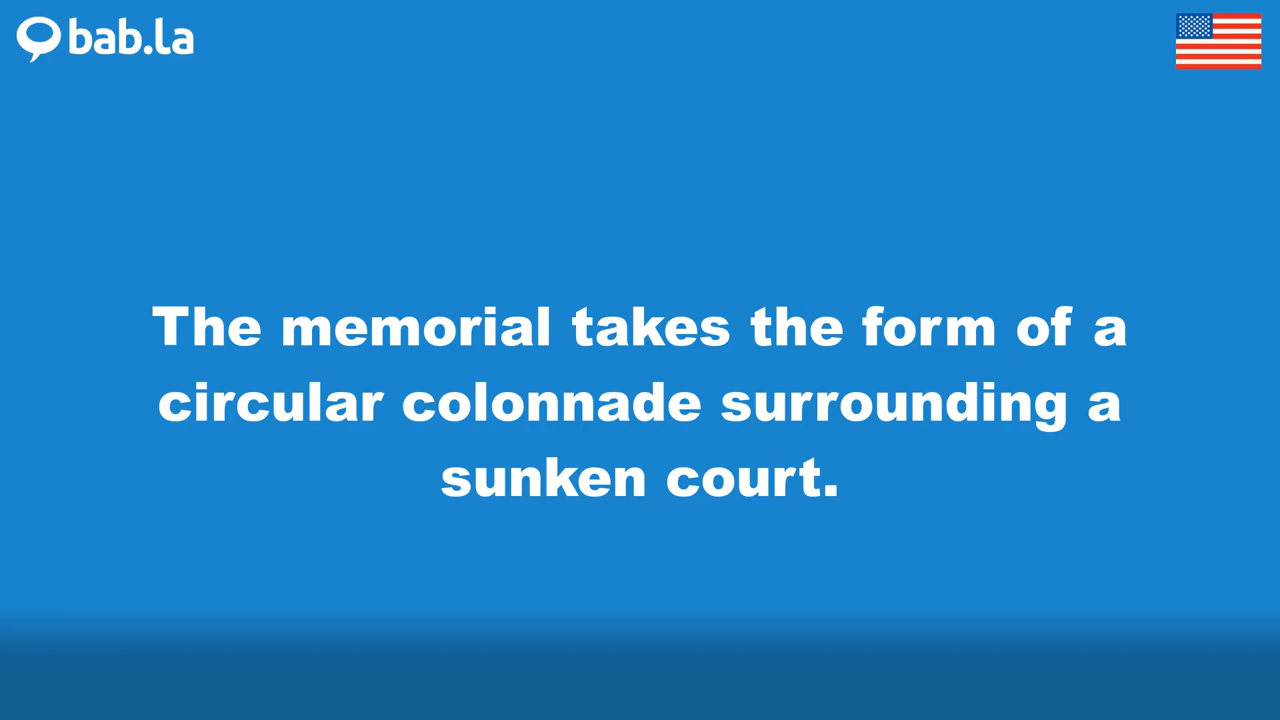 bab.la
The memorial takes the form of a
circular colonnade surrounding a
sunken court.